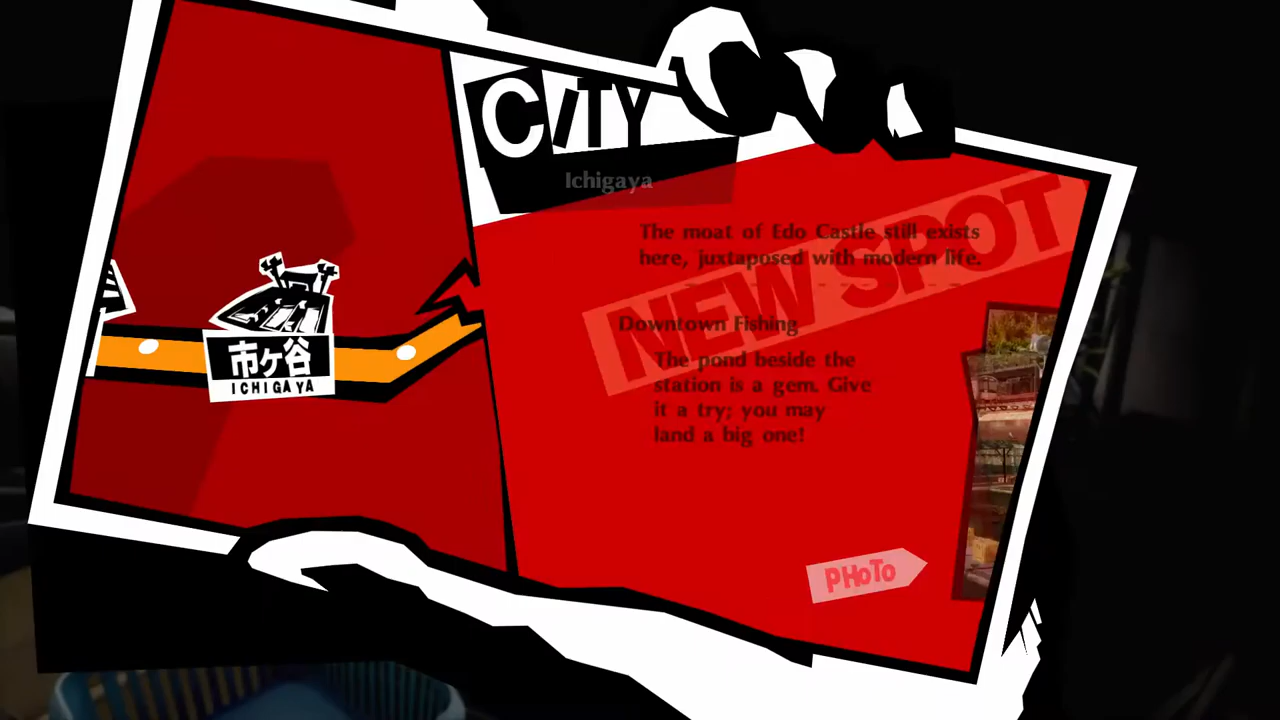 CITY
Ichigaya
The moat of Edo Castle still exists
here, juxtaposed with modern life.
NEW SPOT
Downtown Fishing
The pond beside the
station is a gem. Give
it a try; you may
land a big one!
市ヶ谷
ICHIGAYA
PHoTo